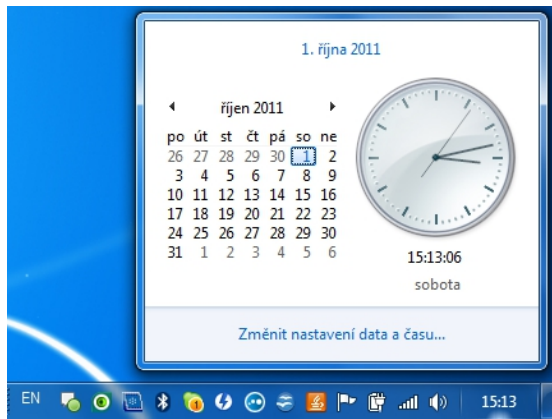 1. října 2011
říjen 2011
po út st čt pá so ne
26 27 28 29 30 1 2
3 4 5 6 7 8 9
10 11 12 13 14 15 16
17 18 19 20 21 22 23
24 25 26 27 28 29 30
31 1 2 3 4 5 6
15:13:06
sobota
Změnit nastavení data a času...
EN 15:13